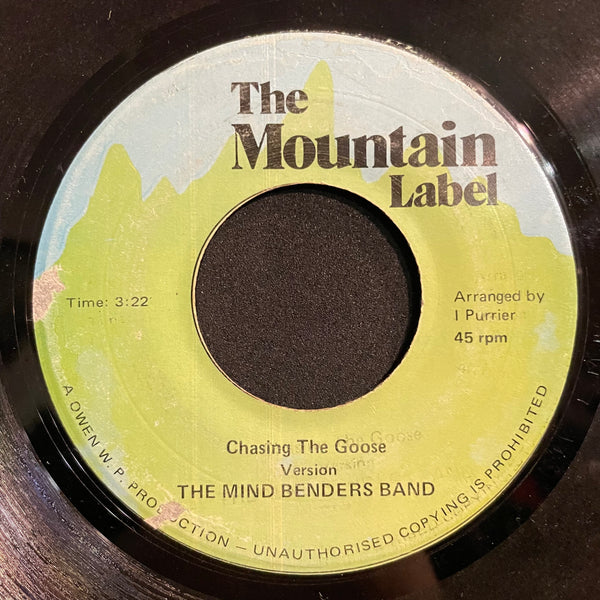 The
Mountain
Label
Time: 3:22
Arranged by
I Purrier
45 rpm
Chasing The Goose
Version
THE MIND BENDERS BAND
A OWEN W. P. PRODUCTION – UNAUTHORISED COPYING IS PROHIBITED